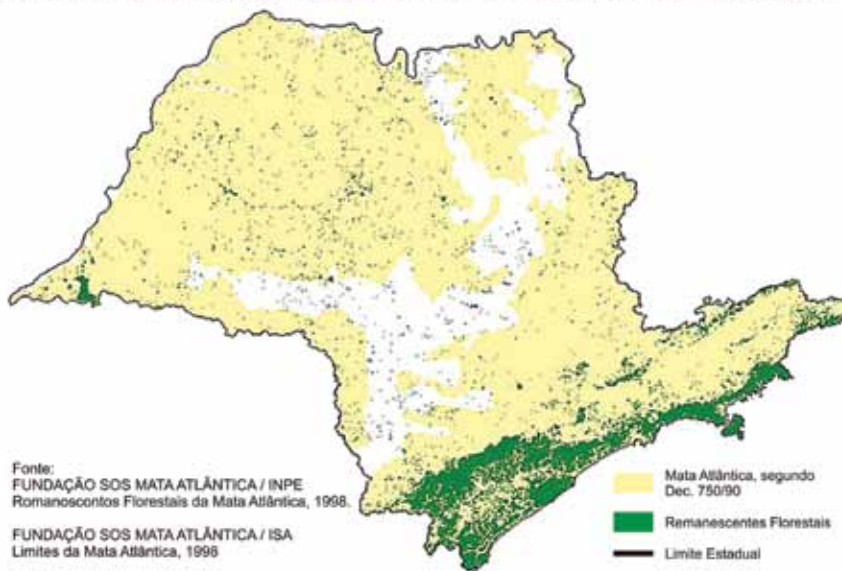 Fonte:
FUNDAÇÃO SOS MATA ATLÂNTICA / INPE
Romanoscontos Florestais da Mata Atlântica, 1998.
FUNDAÇÃO SOS MATA ATLÂNTICA / ISA
Limites da Mata Atlântica, 1998
Mata Atlântica, segundo
Dec. 750/90
Remanescentes Florestais
Limite Estadual